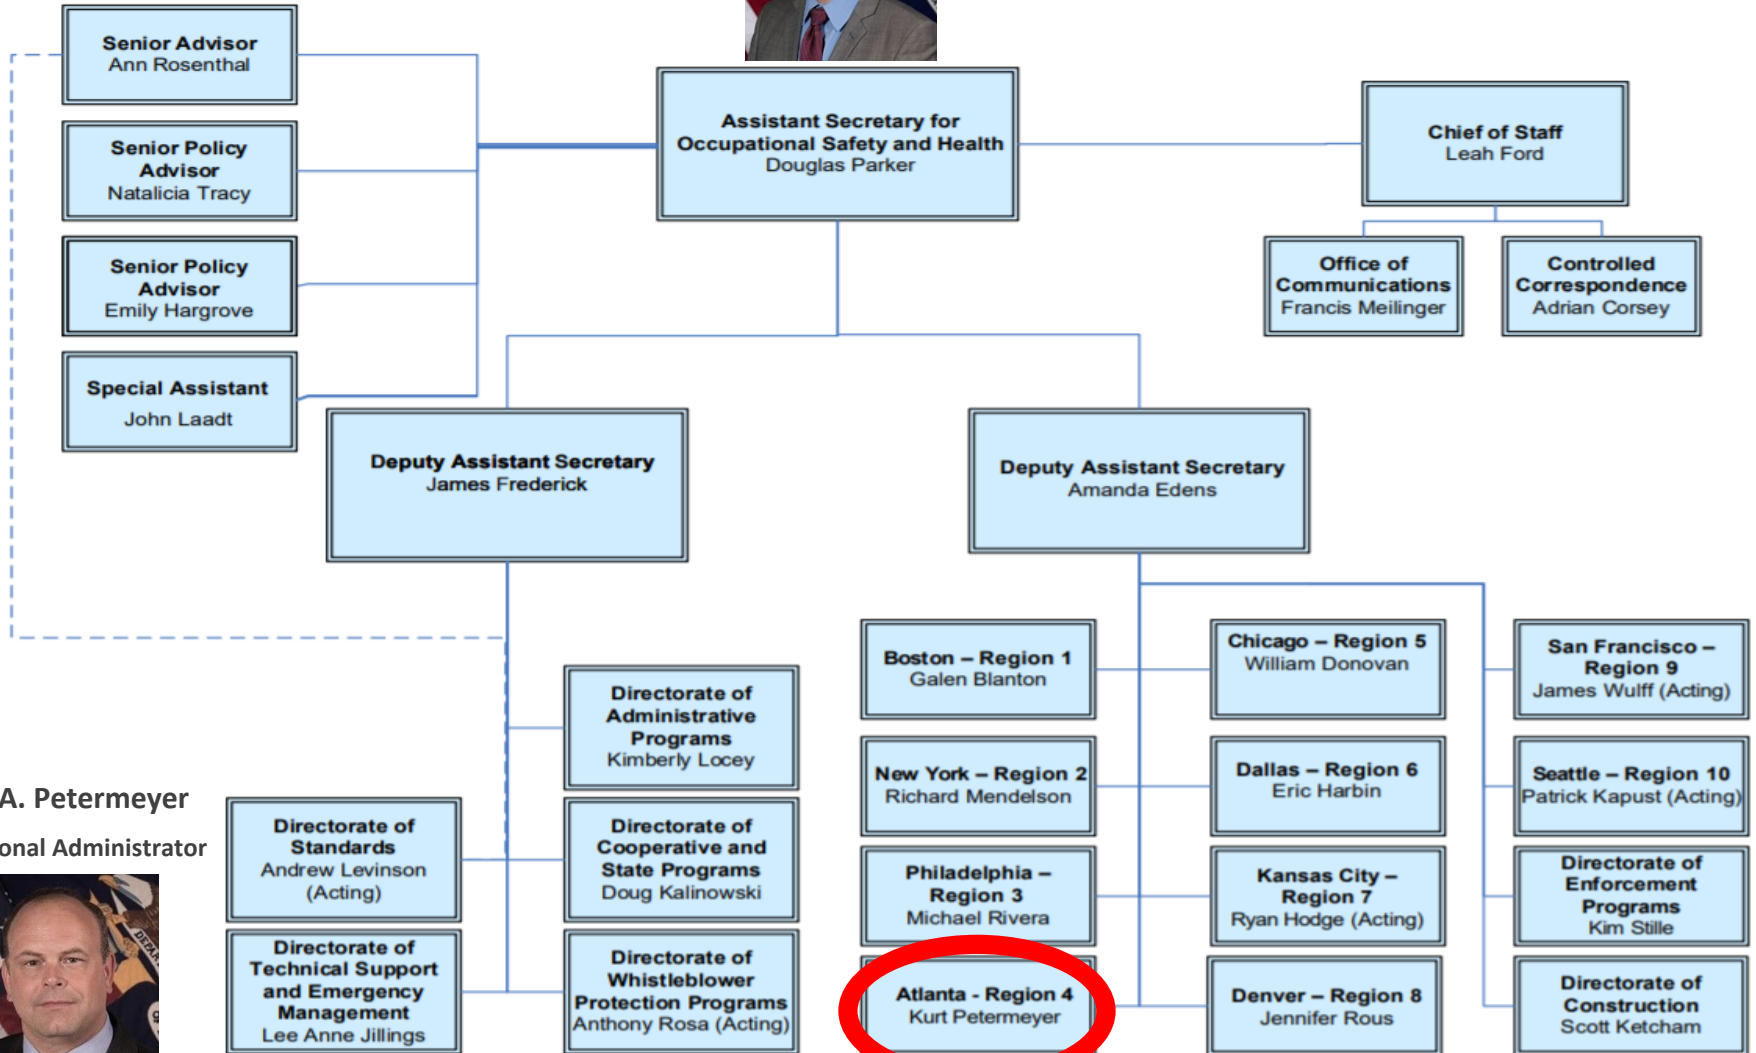 Senior Advisor
Ann Rosenthal
Senior Policy
Advisor
Natalicia Tracy
Senior Policy
Advisor
Emily Hargrove
Special Assistant
John Laadt
Assistant Secretary for
Occupational Safety and Health
Douglas Parker
Chief of Staff
Leah Ford
Office of
Communications
Francis Meilinger
Controlled
Correspondence
Adrian Corsey
Deputy Assistant Secretary
James Frederick
Deputy Assistant Secretary
Amanda Edens
Directorate of
Administrative
Programs
Kimberly Locey
Directorate of
Standards
Andrew Levinson
(Acting)
Directorate of
Cooperative and
State Programs
Doug Kalinowski
Directorate of
Technical Support
and Emergency
Management
Lee Anne Jillings
Directorate of
Whistleblower
Protection Programs
Anthony Rosa (Acting)
Boston – Region 1
Galen Blanton
New York – Region 2
Richard Mendelson
Philadelphia –
Region 3
Michael Rivera
Atlanta - Region 4
Kurt Petermeyer
Chicago – Region 5
William Donovan
Dallas – Region 6
Eric Harbin
Kansas City –
Region 7
Ryan Hodge (Acting)
Denver – Region 8
Jennifer Rous
San Francisco –
Region 9
James Wulff (Acting)
Seattle – Region 10
Patrick Kapust (Acting)
Directorate of
Enforcement
Programs
Kim Stille
Directorate of
Construction
Scott Ketcham
A. Petermeyer
onal Administrator